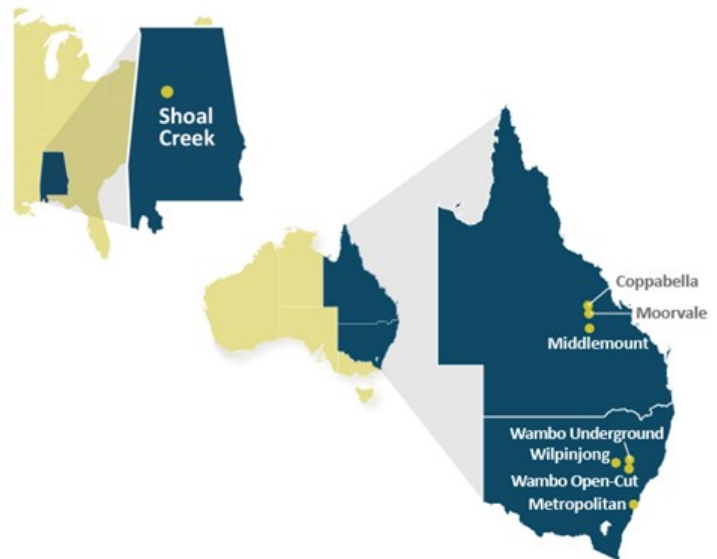 Shoal
Creek
Coppabella
Moorvale
Middlemount
Wambo Underground
Wilpinjong
Wambo Open-Cut
Metropolitan